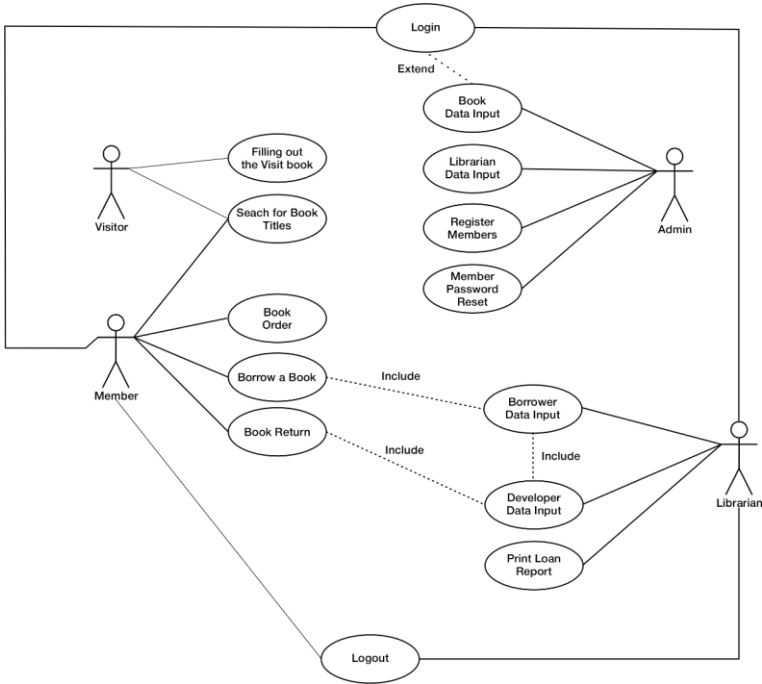 Login
Extend
Book
Data Input
Filling out
the Visit book
Librarian
Data Input
Visitor
Seach for Book
Titles
Register
Members
Admin
Member
Password
Reset
Book
Order
Member
Borrow a Book
Include
Borrower
Data Input
Book Return
Include
Include
Developer
Data Input
Librarian
Print Loan
Report
Logout